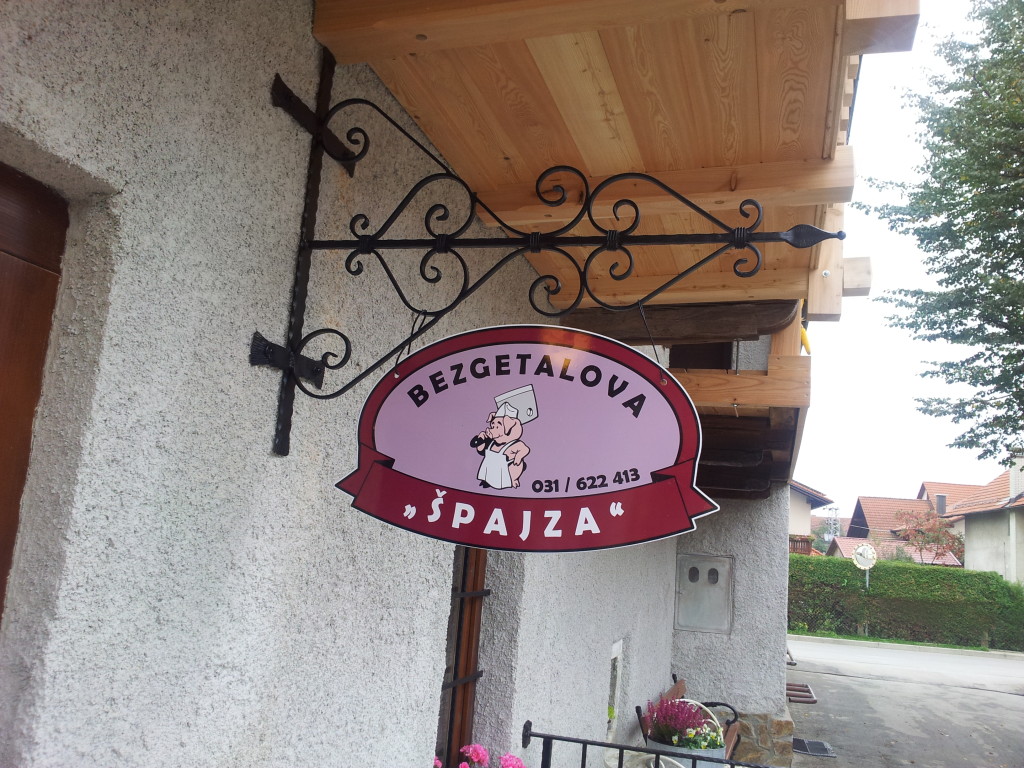 BEZGETALOVA
031 / 622 413
„ŠPAJZA“